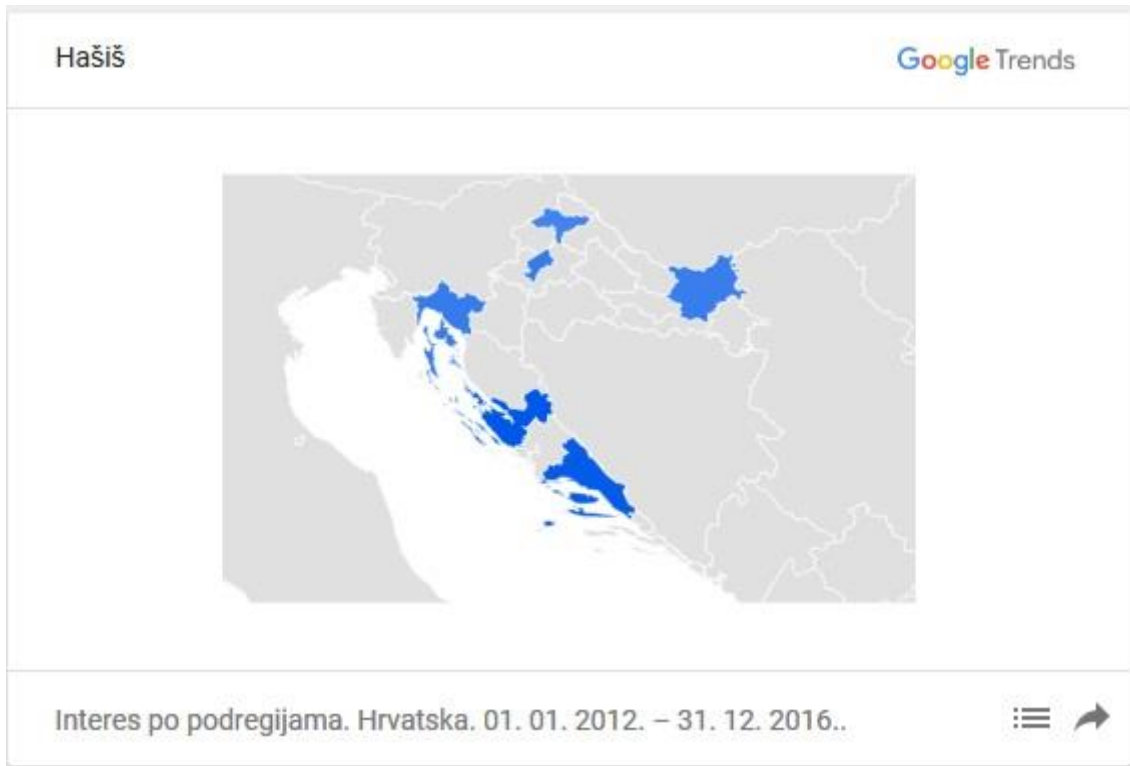 Hašiš
Google Trends
Interes po podregijama. Hrvatska. 01. 01. 2012. – 31. 12. 2016..